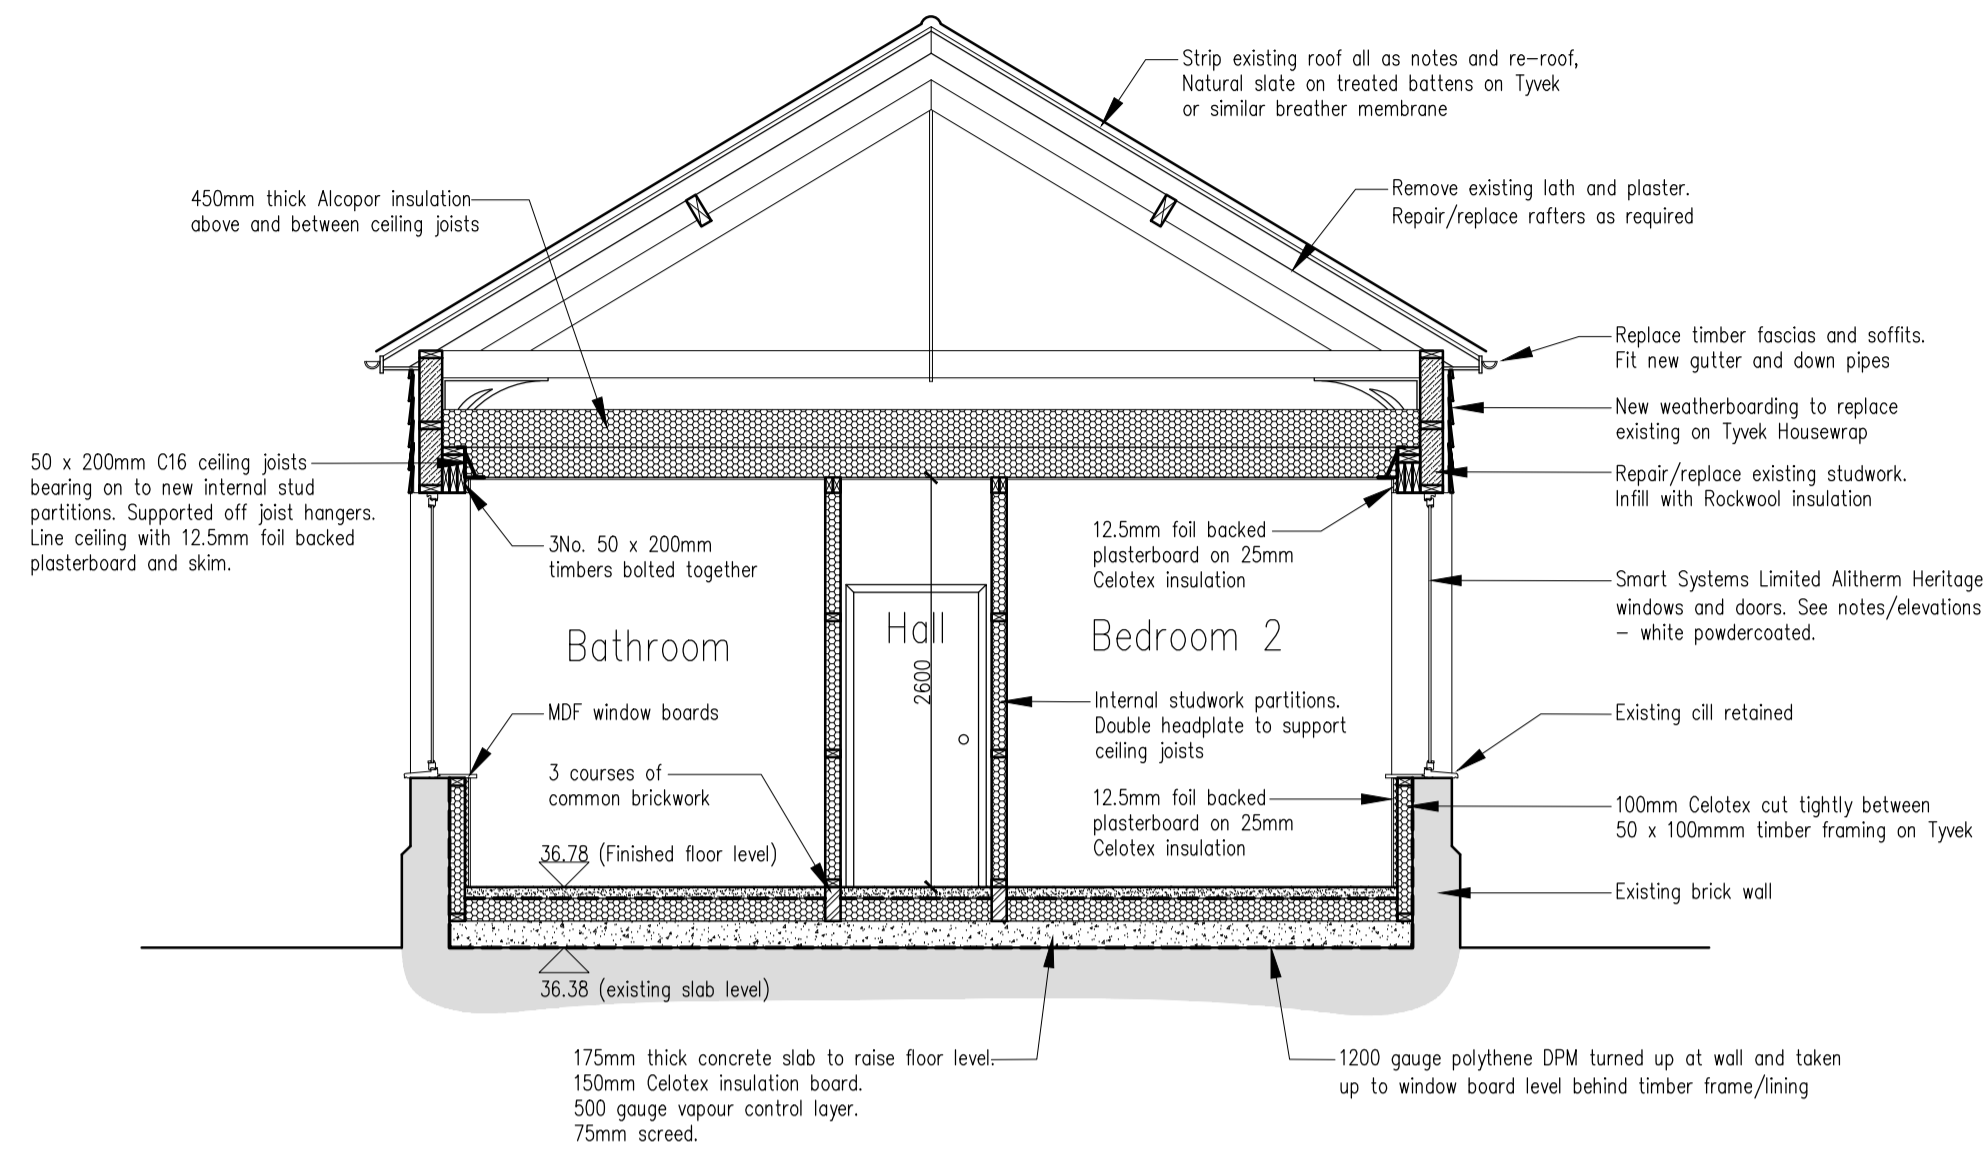 Strip existing roof all as notes and re-roof,
Natural slate on treated battens on Tyvek
or similar breather membrane
450mm thick Alcopor insulation
above and between ceiling joists
Remove existing lath and plaster.
Repair/replace rafters as required
Replace timber fascias and soffits.
Fit new gutter and down pipes
New weatherboarding to replace
existing on Tyvek Housewrap
50 x 200mm C16 ceiling joists
bearing on to new internal stud
partitions. Supported off joist hangers.
Line ceiling with 12.5mm foil backed
plasterboard and skim.
Repair/replace existing studwork.
Infill with Rockwool insulation
3No. 50 x 200mm
timbers bolted together
12.5mm foil backed
plasterboard on 25mm
Celotex insulation
Smart Systems Limited Alitherm Heritage
windows and doors. See notes/elevations
- white powdercoated.
Bathroom
Hall
Bedroom 2
2600
MDF window boards
Internal studwork partitions.
Double headplate to support
ceiling joists
Existing cill retained
3 courses of
common brickwork
12.5mm foil backed
plasterboard on 25mm
Celotex insulation
100mm Celotex cut tightly between
50 x 100mmm timber framing on Tyvek
36.78 (Finished floor level)
Existing brick wall
36.38 (existing slab level)
175mm thick concrete slab to raise floor level.
150mm Celotex insulation board.
500 gauge vapour control layer.
75mm screed.
1200 gauge polythene DPM turned up at wall and taken
up to window board level behind timber frame/lining